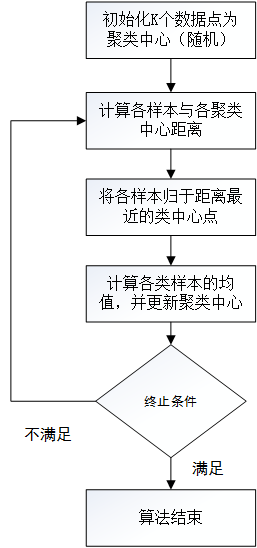 初始化K个数据点为
聚类中心（随机）
计算各样本与各聚类
中心距离
将各样本归于距离最
近的类中心点
计算各类样本的均
值，并更新聚类中心
终止条件
不满足
满足
算法结束